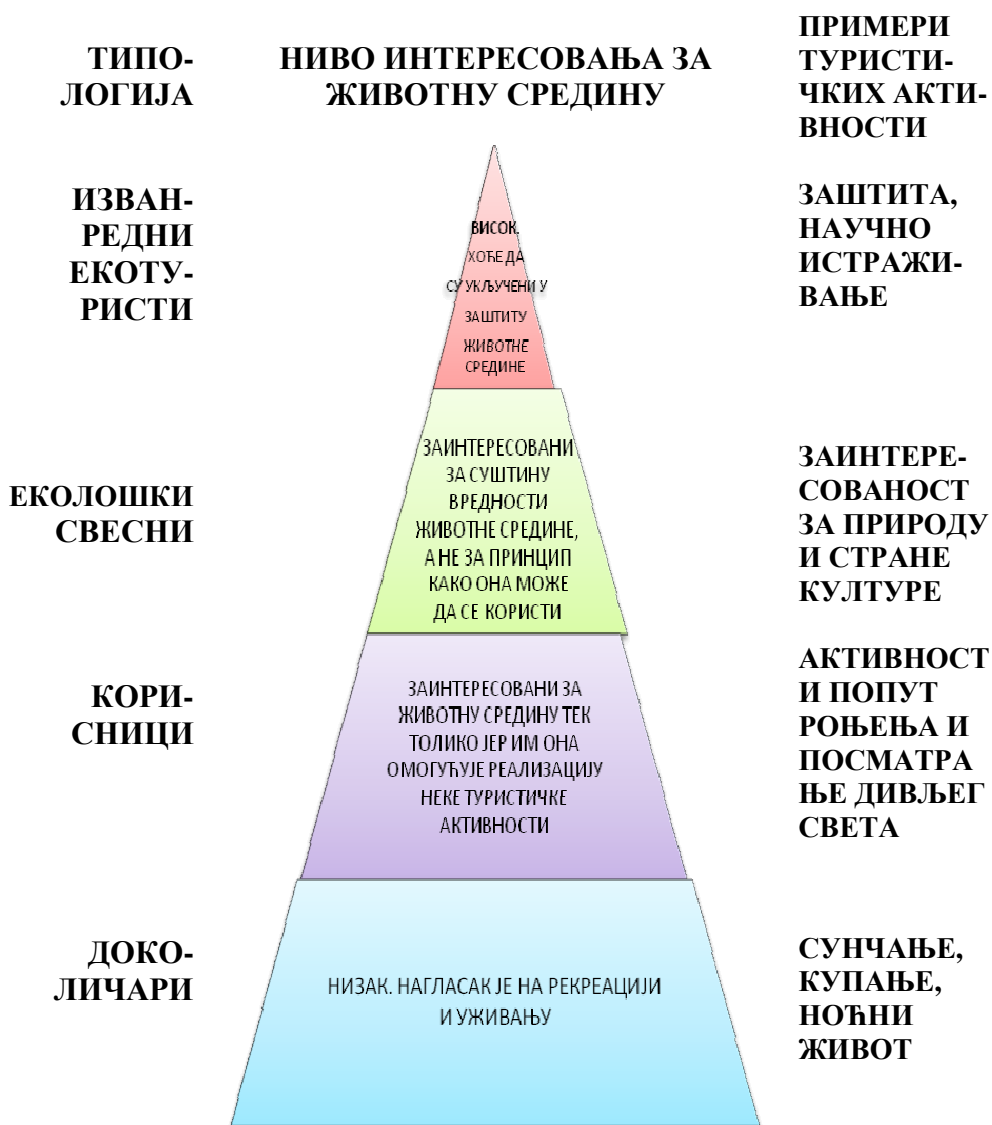 ТИПО-
ЛОГИЈА
НИВО ИНТЕРЕСОВАЊА ЗА
ЖИВОТНУ СРЕДИНУ
ПРИМЕРИ
ТУРИСТИ-
ЧКИХ АКТИ-
ВНОСТИ
ИЗВАН-
РЕДНИ
ЕКОТУ-
РИСТИ
ВИСОК.
ХОЋЕ ДА
СУ УКЉУЧЕНИ У
ЗАШТИТУ
ЖИВОТНЕ
СРЕДИНЕ
ЗАШТИТА,
НАУЧНО
ИСТРАЖИ-
ВАЊЕ
ЕКОЛОШКИ
СВЕСНИ
ЗАИНТЕРЕСОВАНИ
ЗА СУШТИНУ
ВРЕДНОСТИ
ЖИВОТНЕ СРЕДИНЕ,
А НЕ ЗА ПРИНЦИП
КАКО ОНА МОЖЕ
ДА СЕ КОРИСТИ
ЗАИНТЕРЕ-
СОВАНОСТ
ЗА ПРИРОДУ
И СТРАНЕ
КУЛТУРЕ
КОРИ-
СНИЦИ
ЗАИНТЕРЕСОВАНИ ЗА
ЖИВОТНУ СРЕДИНУ ТЕК
ТОЛИКО ЈЕР ИМ ОНА
ОМОГУЋУЈЕ РЕАЛИЗАЦИЈУ
НЕКЕ ТУРИСТИЧКЕ
АКТИВНОСТИ
АКТИВНОСТ
И ПОПУТ
РОЊЕЊА И
ПОСМАТРА
ЊЕ ДИВЉЕГ
СВЕТА
ДОКО-
ЛИЧАРИ
НИЗАК. НАГЛАСАК ЈЕ НА РЕКРЕАЦИЈИ
И УЖИВАЊУ
СУНЧАЊЕ,
КУПАЊЕ,
НОЋНИ
ЖИВОТ